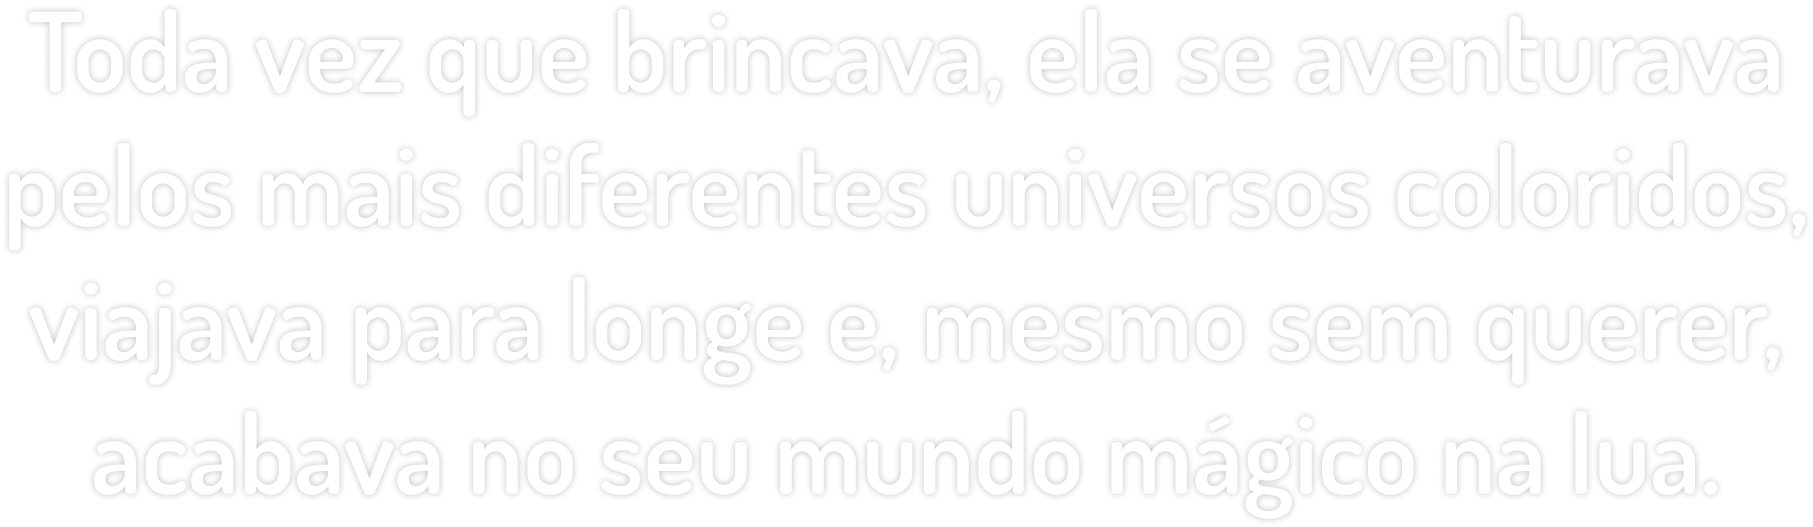 Toda vez que brincava, ela se aventurava
pelos mais diferentes universos coloridos,
viajava para longe e, mesmo sem querer,
acabava no seu mundo mágico na lua.